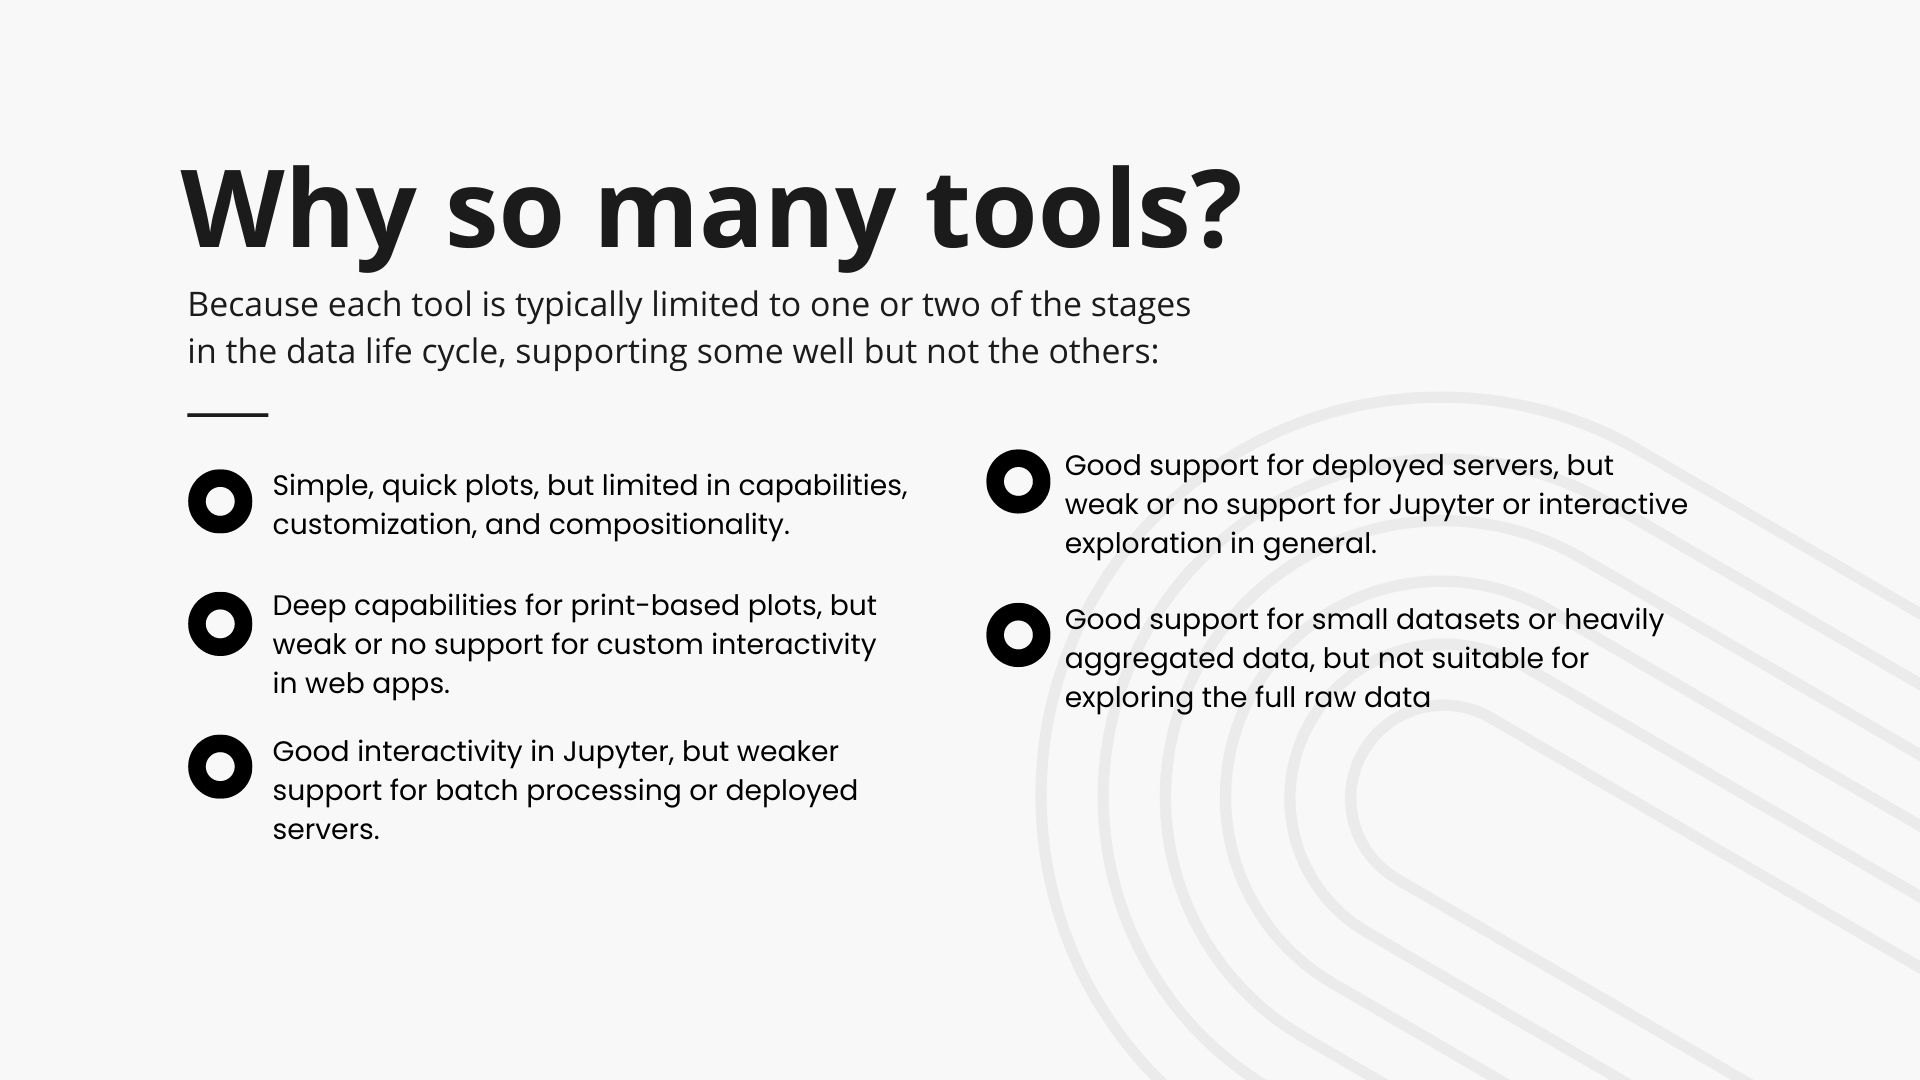 Why so many tools?
Because each tool is typically limited to one or two of the stages
in the data life cycle, supporting some well but not the others:
Simple, quick plots, but limited in capabilities,
customization, and compositionality.
Deep capabilities for print-based plots, but
weak or no support for custom interactivity
in web apps.
Good interactivity in Jupyter, but weaker
support for batch processing or deployed
servers.
Good support for deployed servers, but
weak or no support for Jupyter or interactive
exploration in general.
Good support for small datasets or heavily
aggregated data, but not suitable for
exploring the full raw data